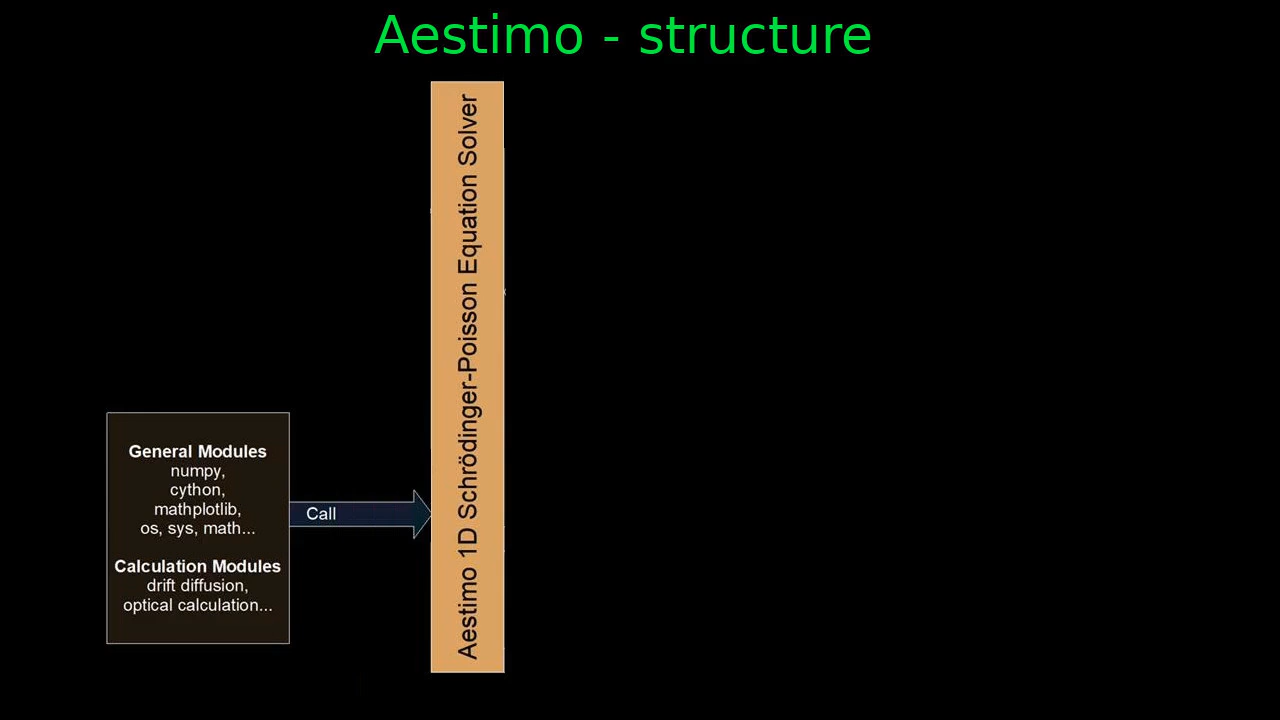 Aestimo - structure
Aestimo 1D Schrödinger-Poisson Equation Solver
General Modules
numpy,
cython,
mathplotlib,
os, sys, math...
Calculation Modules
drift diffusion,
optical calculation...
Call